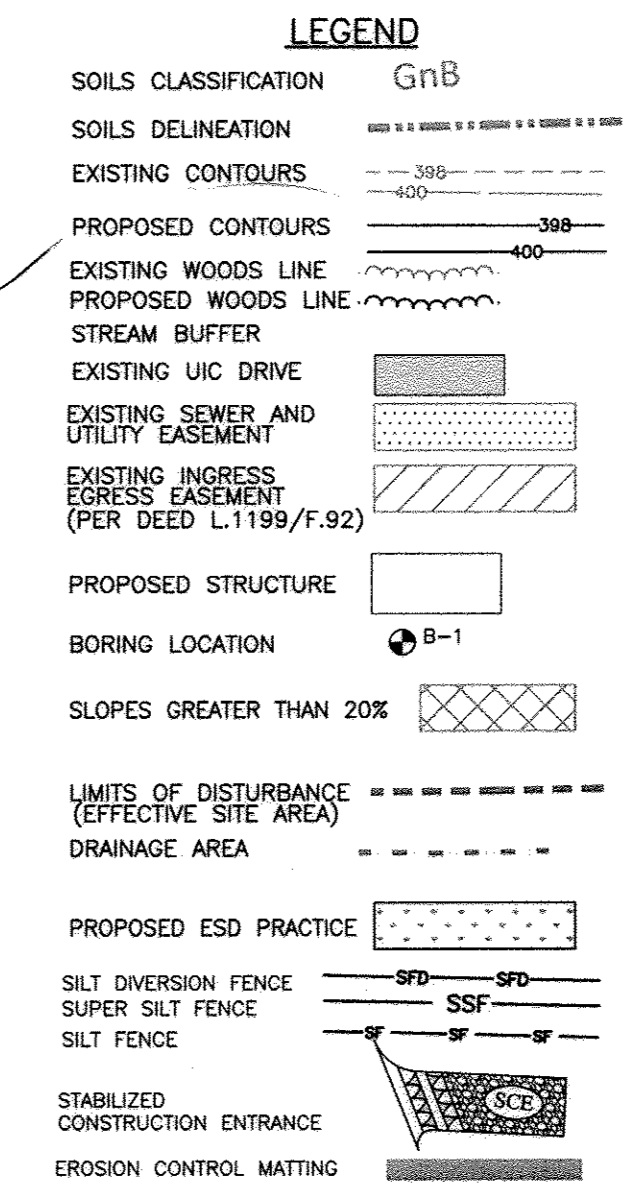 LEGEND
SOILS CLASSIFICATION GnB
SOILS DELINEATION
EXISTING CONTOURS 398
400
PROPOSED CONTOURS 398
400
EXISTING WOODS LINE
PROPOSED WOODS LINE
STREAM BUFFER
EXISTING UIC DRIVE
EXISTING SEWER AND
UTILITY EASEMENT
EXISTING INGRESS
EGRESS EASEMENT
(PER DEED L.1199/F.92)
PROPOSED STRUCTURE
BORING LOCATION B-1
SLOPES GREATER THAN 20%
LIMITS OF DISTURBANCE
(EFFECTIVE SITE AREA)
DRAINAGE AREA
PROPOSED ESD PRACTICE
SILT DIVERSION FENCE SFD SFD
SUPER SILT FENCE SSF
SILT FENCE SF SF SF
STABILIZED
CONSTRUCTION ENTRANCE SCE
EROSION CONTROL MATTING